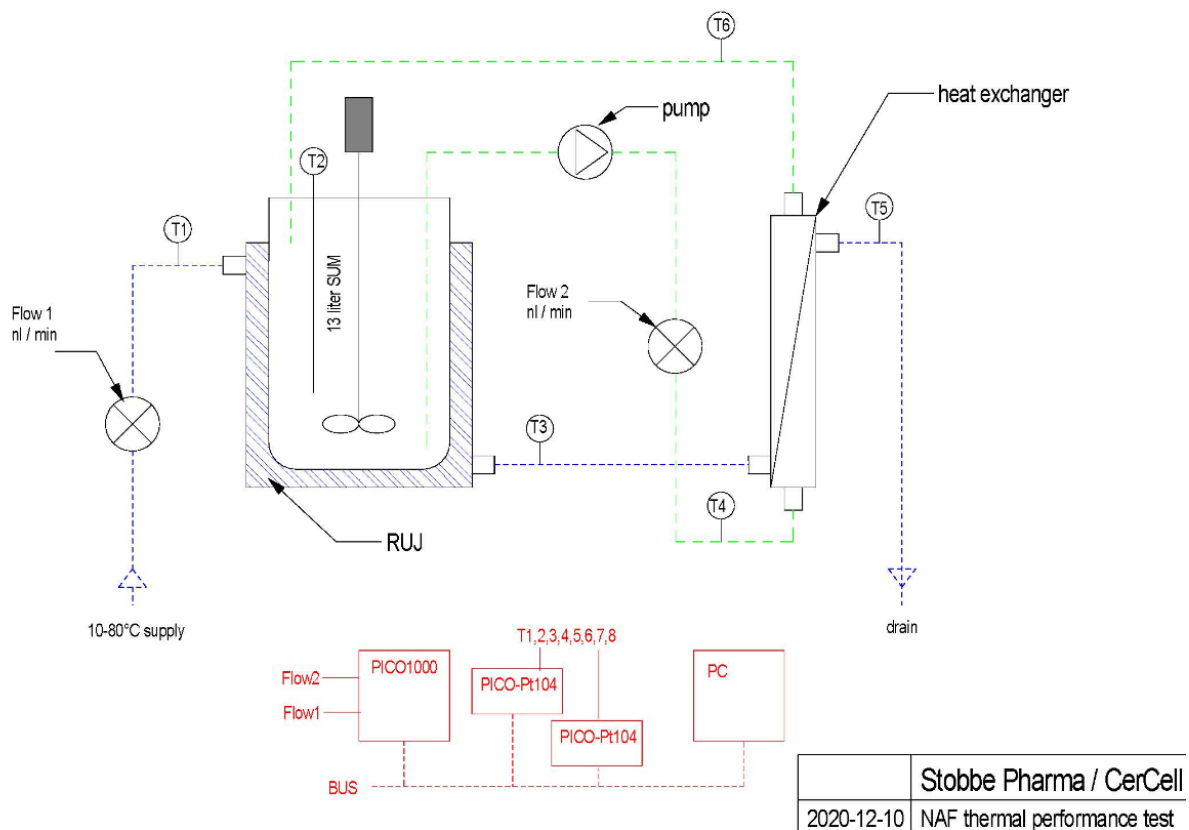 T6
heat exchanger
pump
T2
T5
T1
13 liter SUM
Flow 1
nl / min
Flow 2
nl / min
T3
T4
RUJ
10-80°C supply
drain
T1,2,3,4,5,6,7,8
PICO1000
PICO-Pt104
PC
Flow2
Flow1
PICO-Pt104
BUS
Stobbe Pharma / CerCell
2020-12-10 NAF thermal performance test